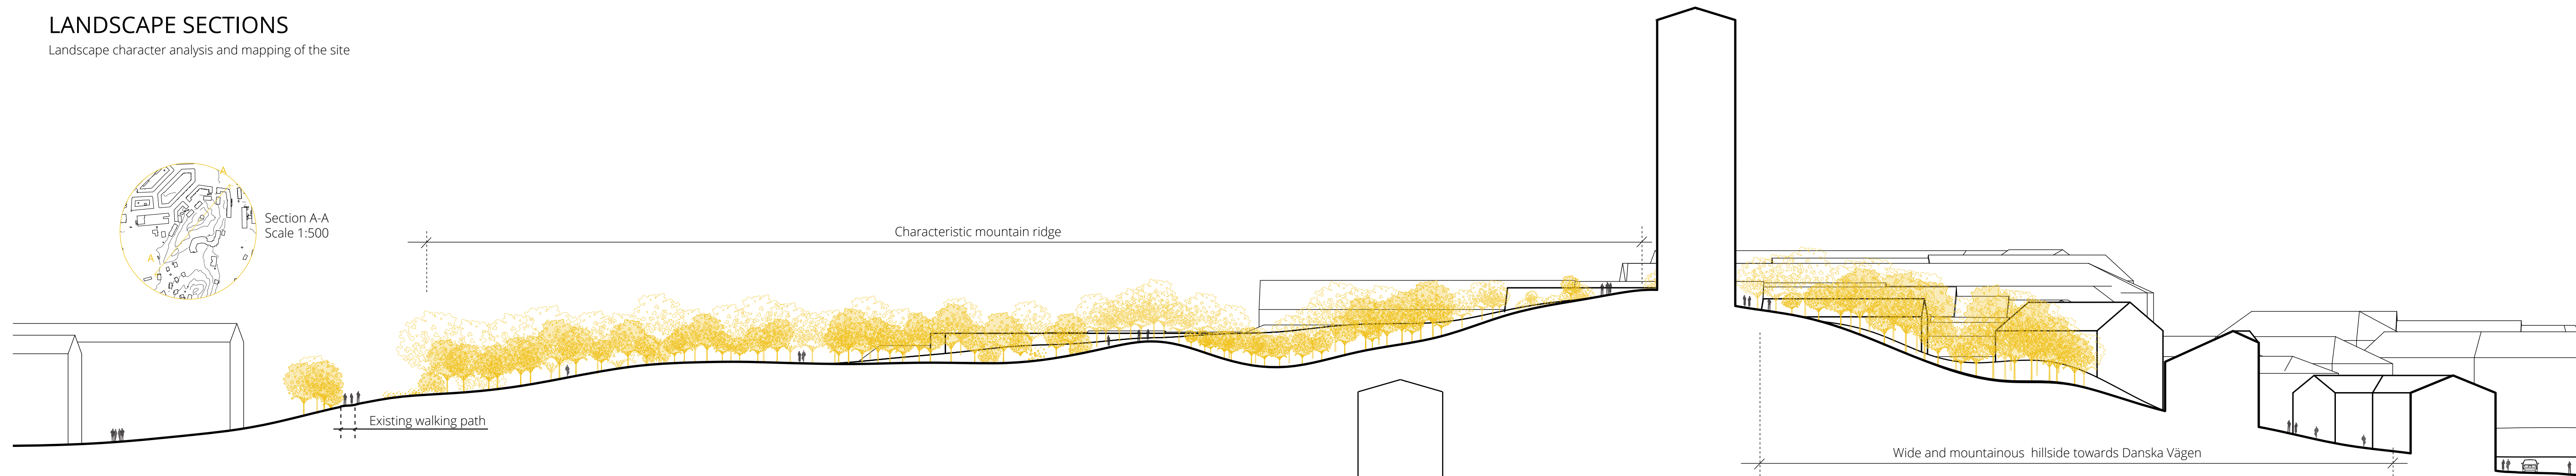 LANDSCAPE SECTIONS
Landscape character analysis and mapping of the site
A
A
Section A-A
Scale 1:500
Characteristic mountain ridge
Existing walking path
Wide and mountainous  hillside towards Danska Vägen